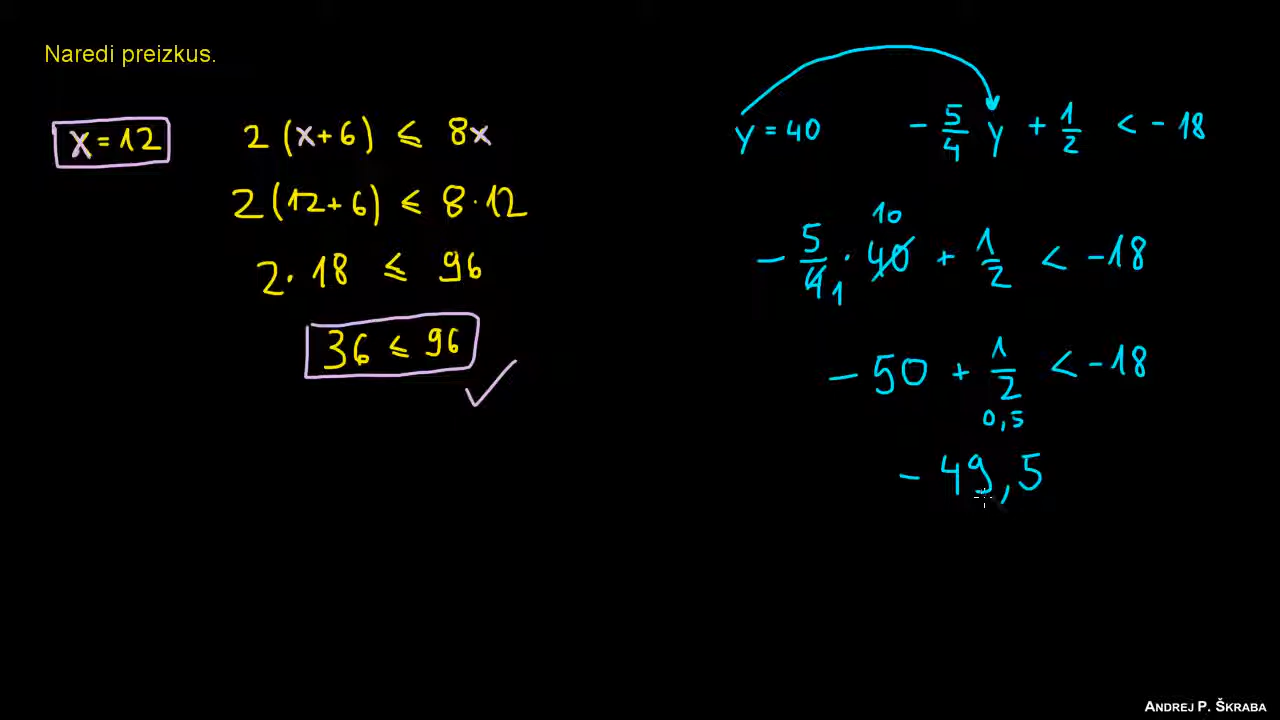 Naredi preizkus.
x = 12
2 (x+6) ≤ 8x
2 (12+6) ≤ 8·12
2·18 ≤ 96
36 ≤ 96 ✓
y = 40
-5/4 y + 1/2 < -18
-5/4 · 40 + 1/2 < -18
10
1
-50 + 1/2 < -18
0,5
-49,5
ANDREJ P. ŠKRABA